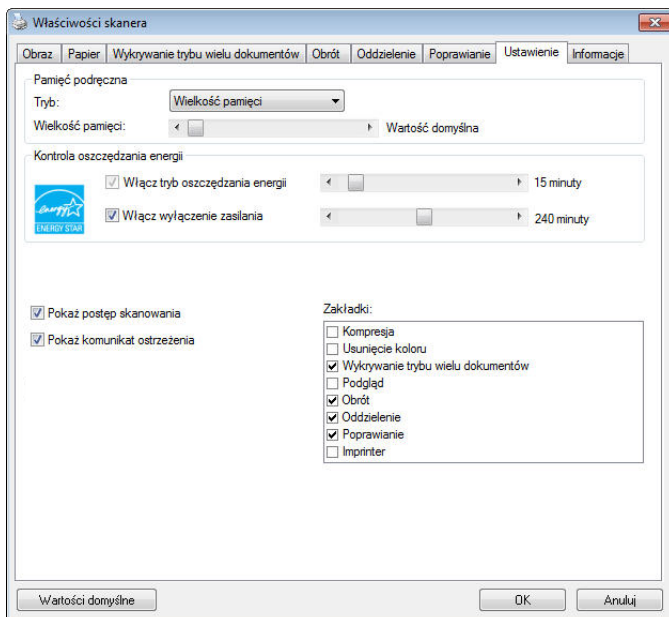 Właściwości skanera
Obraz Papier Wykrywanie trybu wielu dokumentów Obrót Oddzielenie Poprawianie Ustawienie Informacje
Pamięć podręczna
Tryb: Wielkość pamięci
Wielkość pamięci: Wartość domyślna
Kontrola oszczędzania energii
Włącz tryb oszczędzania energii 15 minuty
energy
ENERGY STAR
Włącz wyłączenie zasilania 240 minuty
Pokaż postęp skanowania
Pokaż komunikat ostrzeżenia
Zakładki:
Kompresja
Usunięcie koloru
Wykrywanie trybu wielu dokumentów
Podgląd
Obrót
Oddzielenie
Poprawianie
Imprinter
Wartości domyślne OK Anuluj